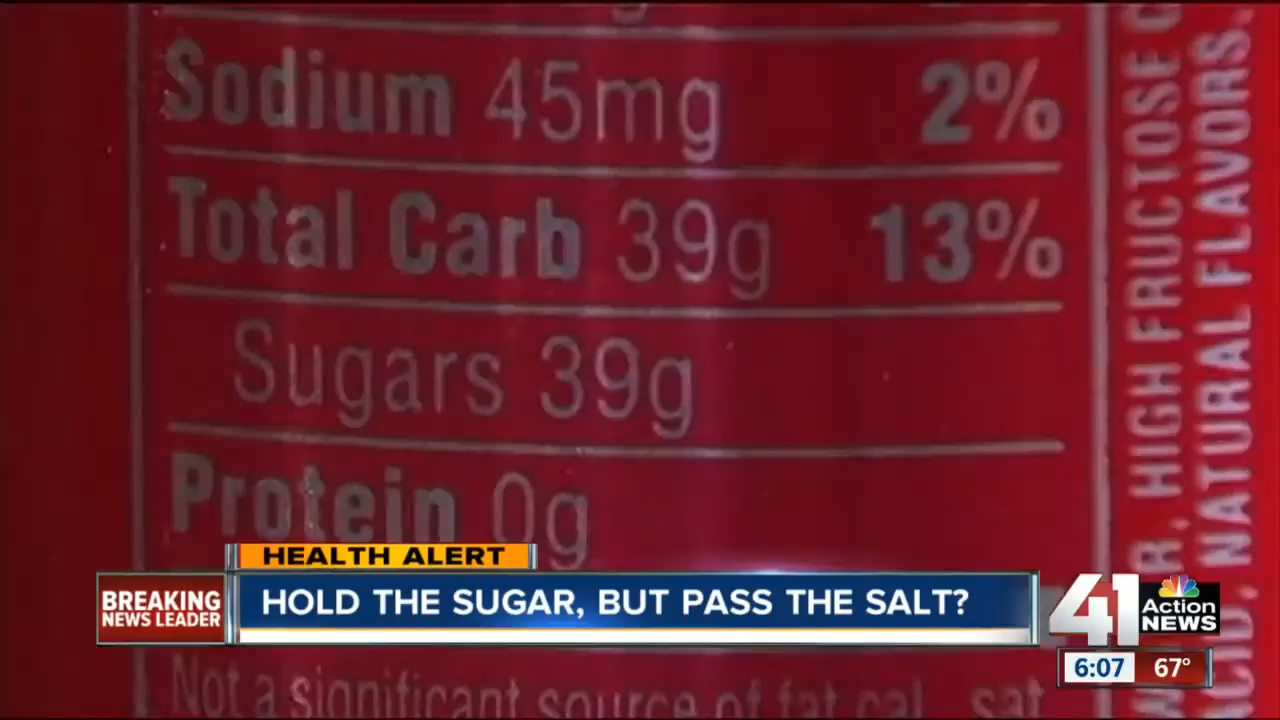 Sodium 45mg 2%
Total Carb 39g 13%
Sugars 39g
Protein 0g
HEALTH ALERT
BREAKING
NEWS LEADER
HOLD THE SUGAR, BUT PASS THE SALT?
41
Action
NEWS
6:07 67°
Not a significant source of fat cal., sat
HIGH FRUCTOSE
NATURAL FLAVORS.